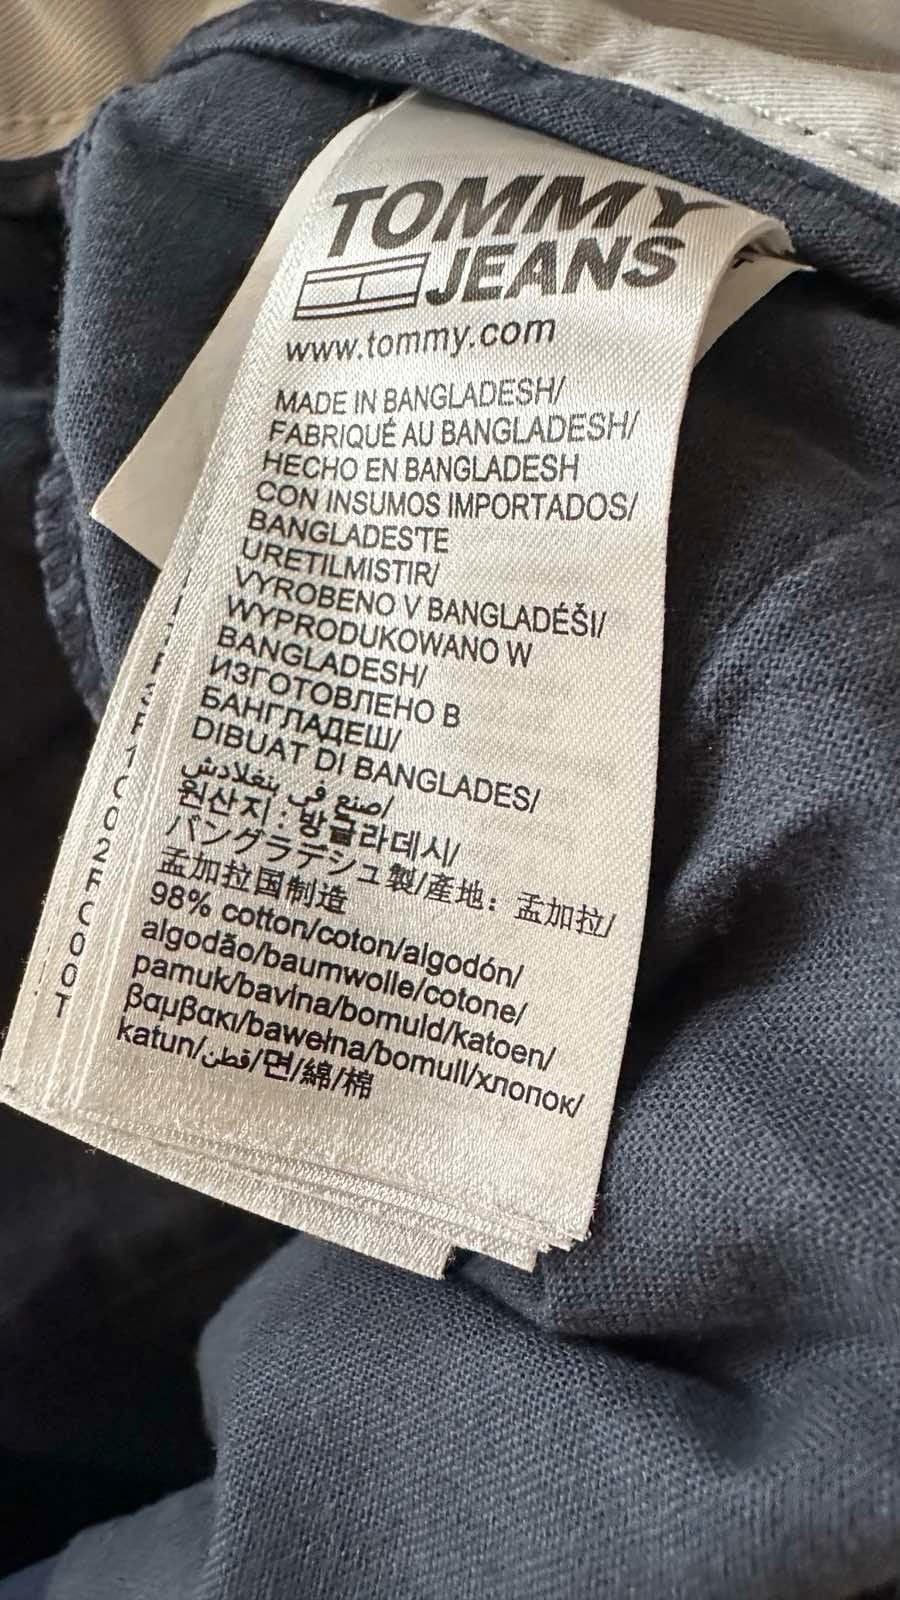 TOMMY
JEANS
www.tommy.com
MADE IN BANGLADESH/
FABRIQUÉ AU BANGLADESH/
HECHO EN BANGLADESH
CON INSUMOS IMPORTADOS/
BANGLADES'TE
URETILMISTIR/
VYROBENO V BANGLADÉŠI/
WYPRODUKOWANO W
BANGLADESH/
ИЗГОТОВЛЕНО В
БАНГЛАДЕШ/
DIBUAT DI BANGLADES/
صنع في بنغلادش/
원산지 : 방글라데시/
バングラデシュ製/產地：孟加拉/
孟加拉国制造
98% cotton/coton/algodón/
algodão/baumwolle/cotone/
pamuk/bavlna/bomuld/katoen/
βαμβακι/bawełna/bomull/хлопок/
katun/قطن/면/綿/棉